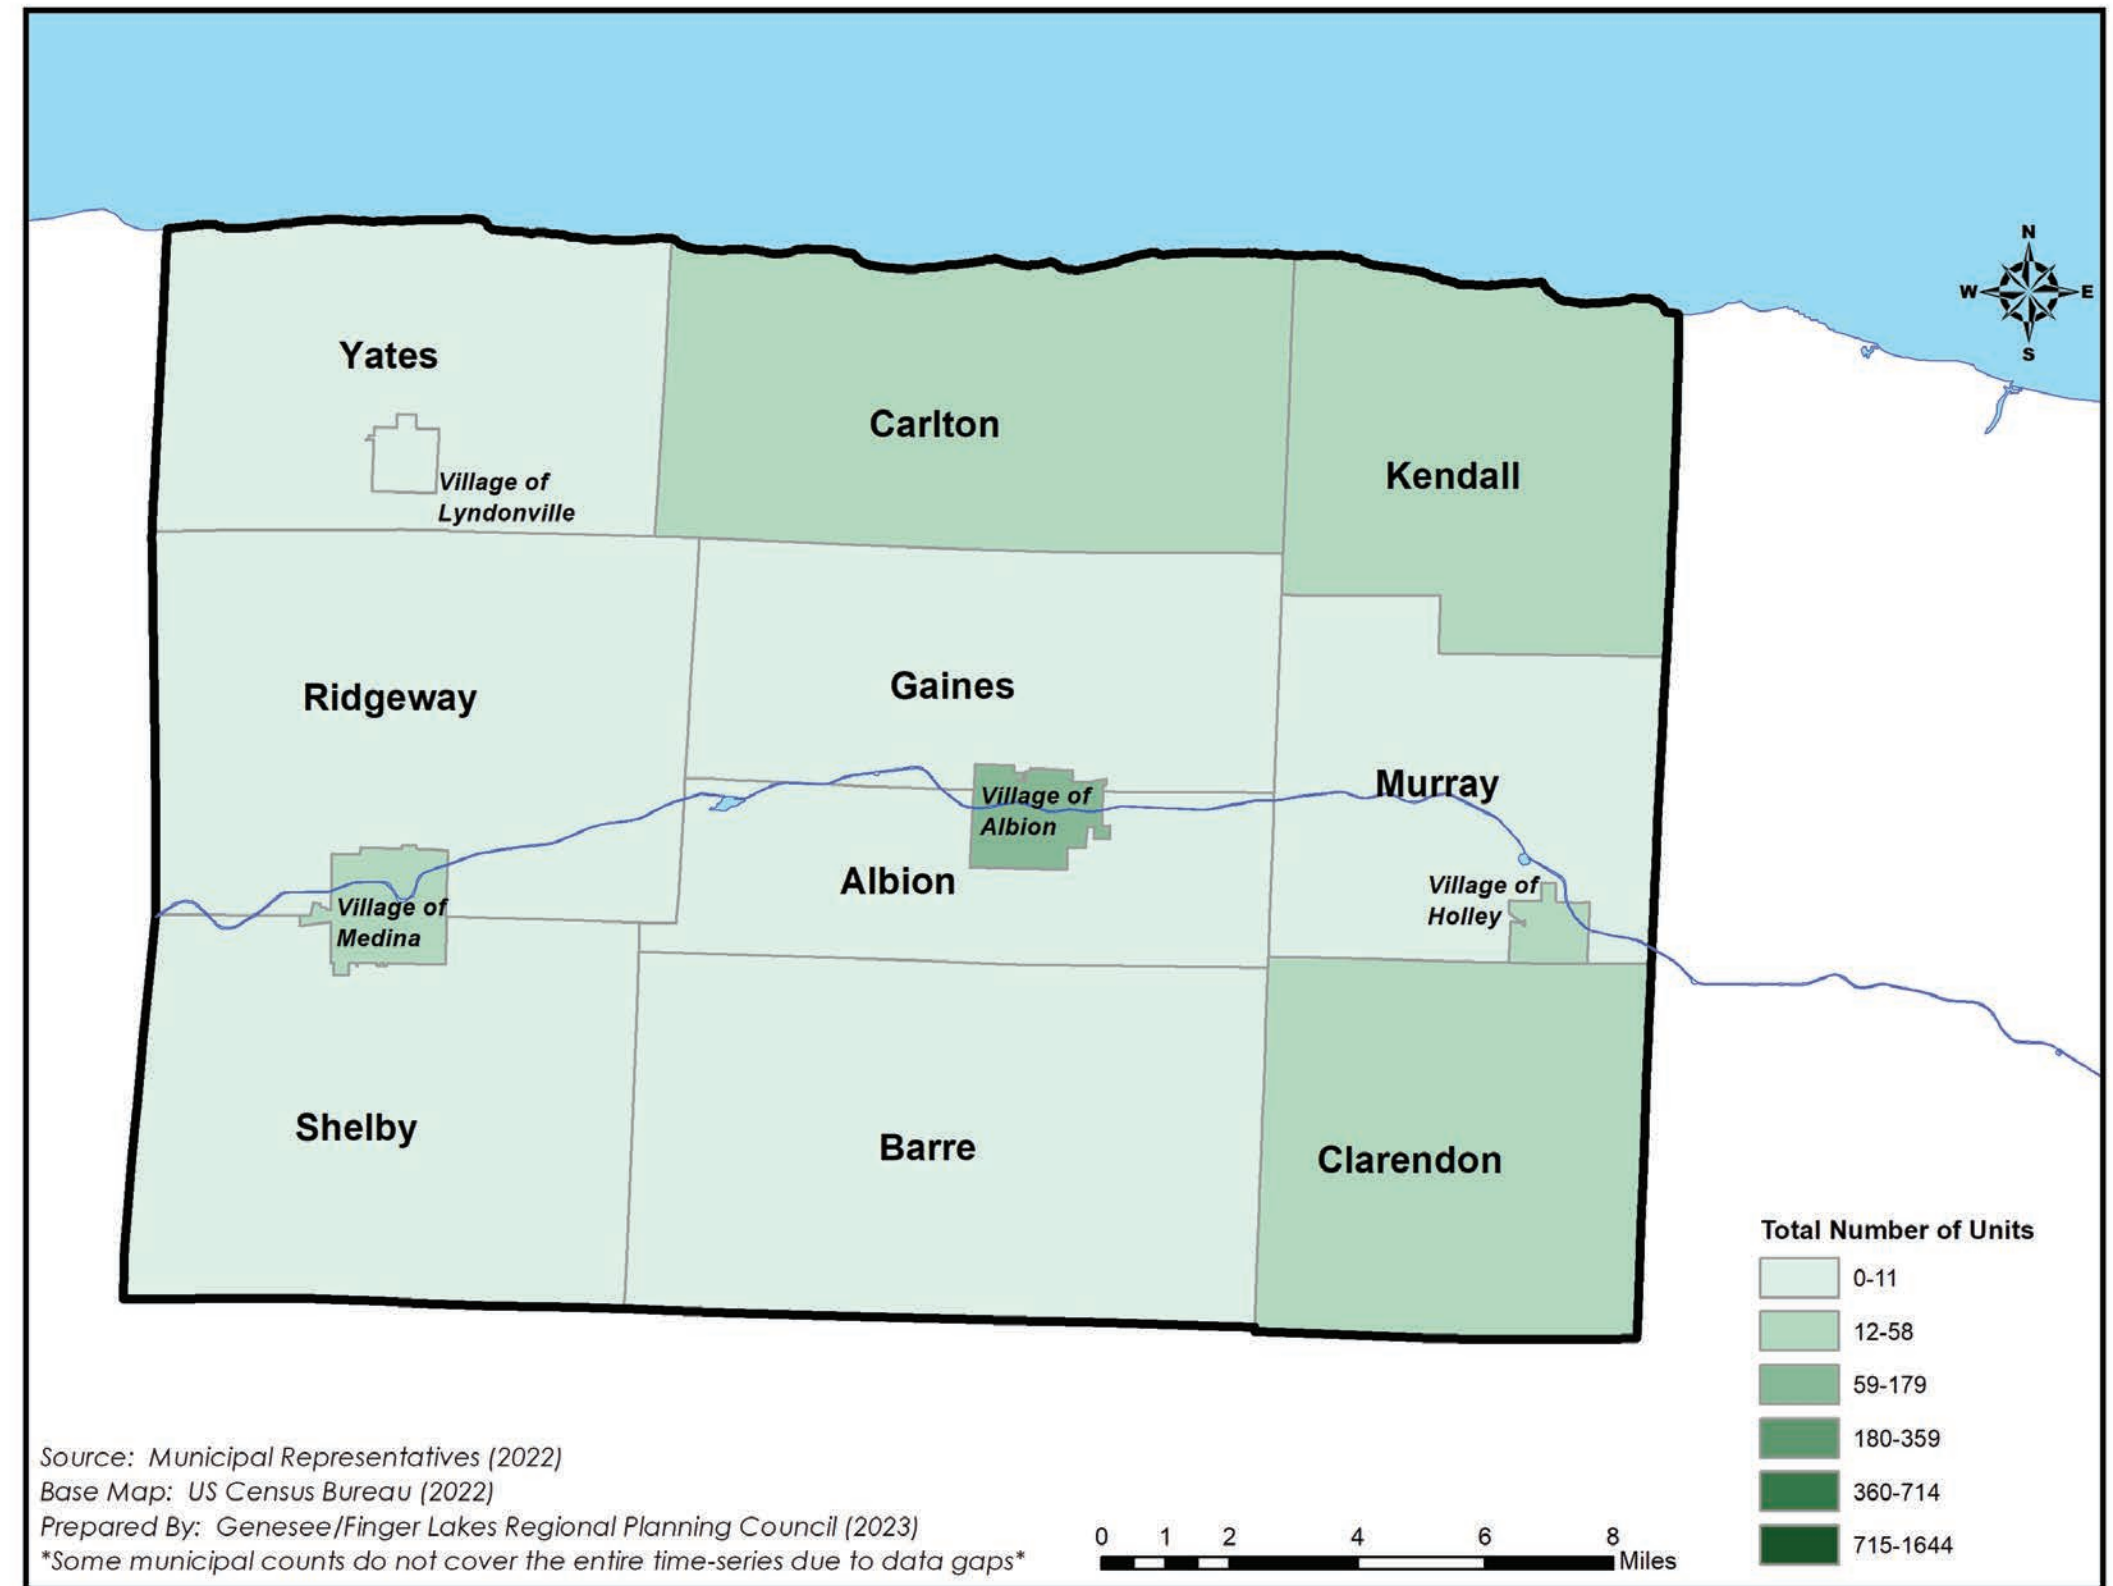 N
W E
S
Yates
Carlton
Kendall
Village of
Lyndonville
Ridgeway
Gaines
Murray
Village of
Albion
Albion
Village of
Holley
Village of
Medina
Shelby
Barre
Clarendon
Total Number of Units
0-11
12-58
59-179
180-359
360-714
715-1644
Source: Municipal Representatives (2022)
Base Map: US Census Bureau (2022)
Prepared By: Genesee/Finger Lakes Regional Planning Council (2023)
*Some municipal counts do not cover the entire time-series due to data gaps*
0 1 2 4 6 8
Miles